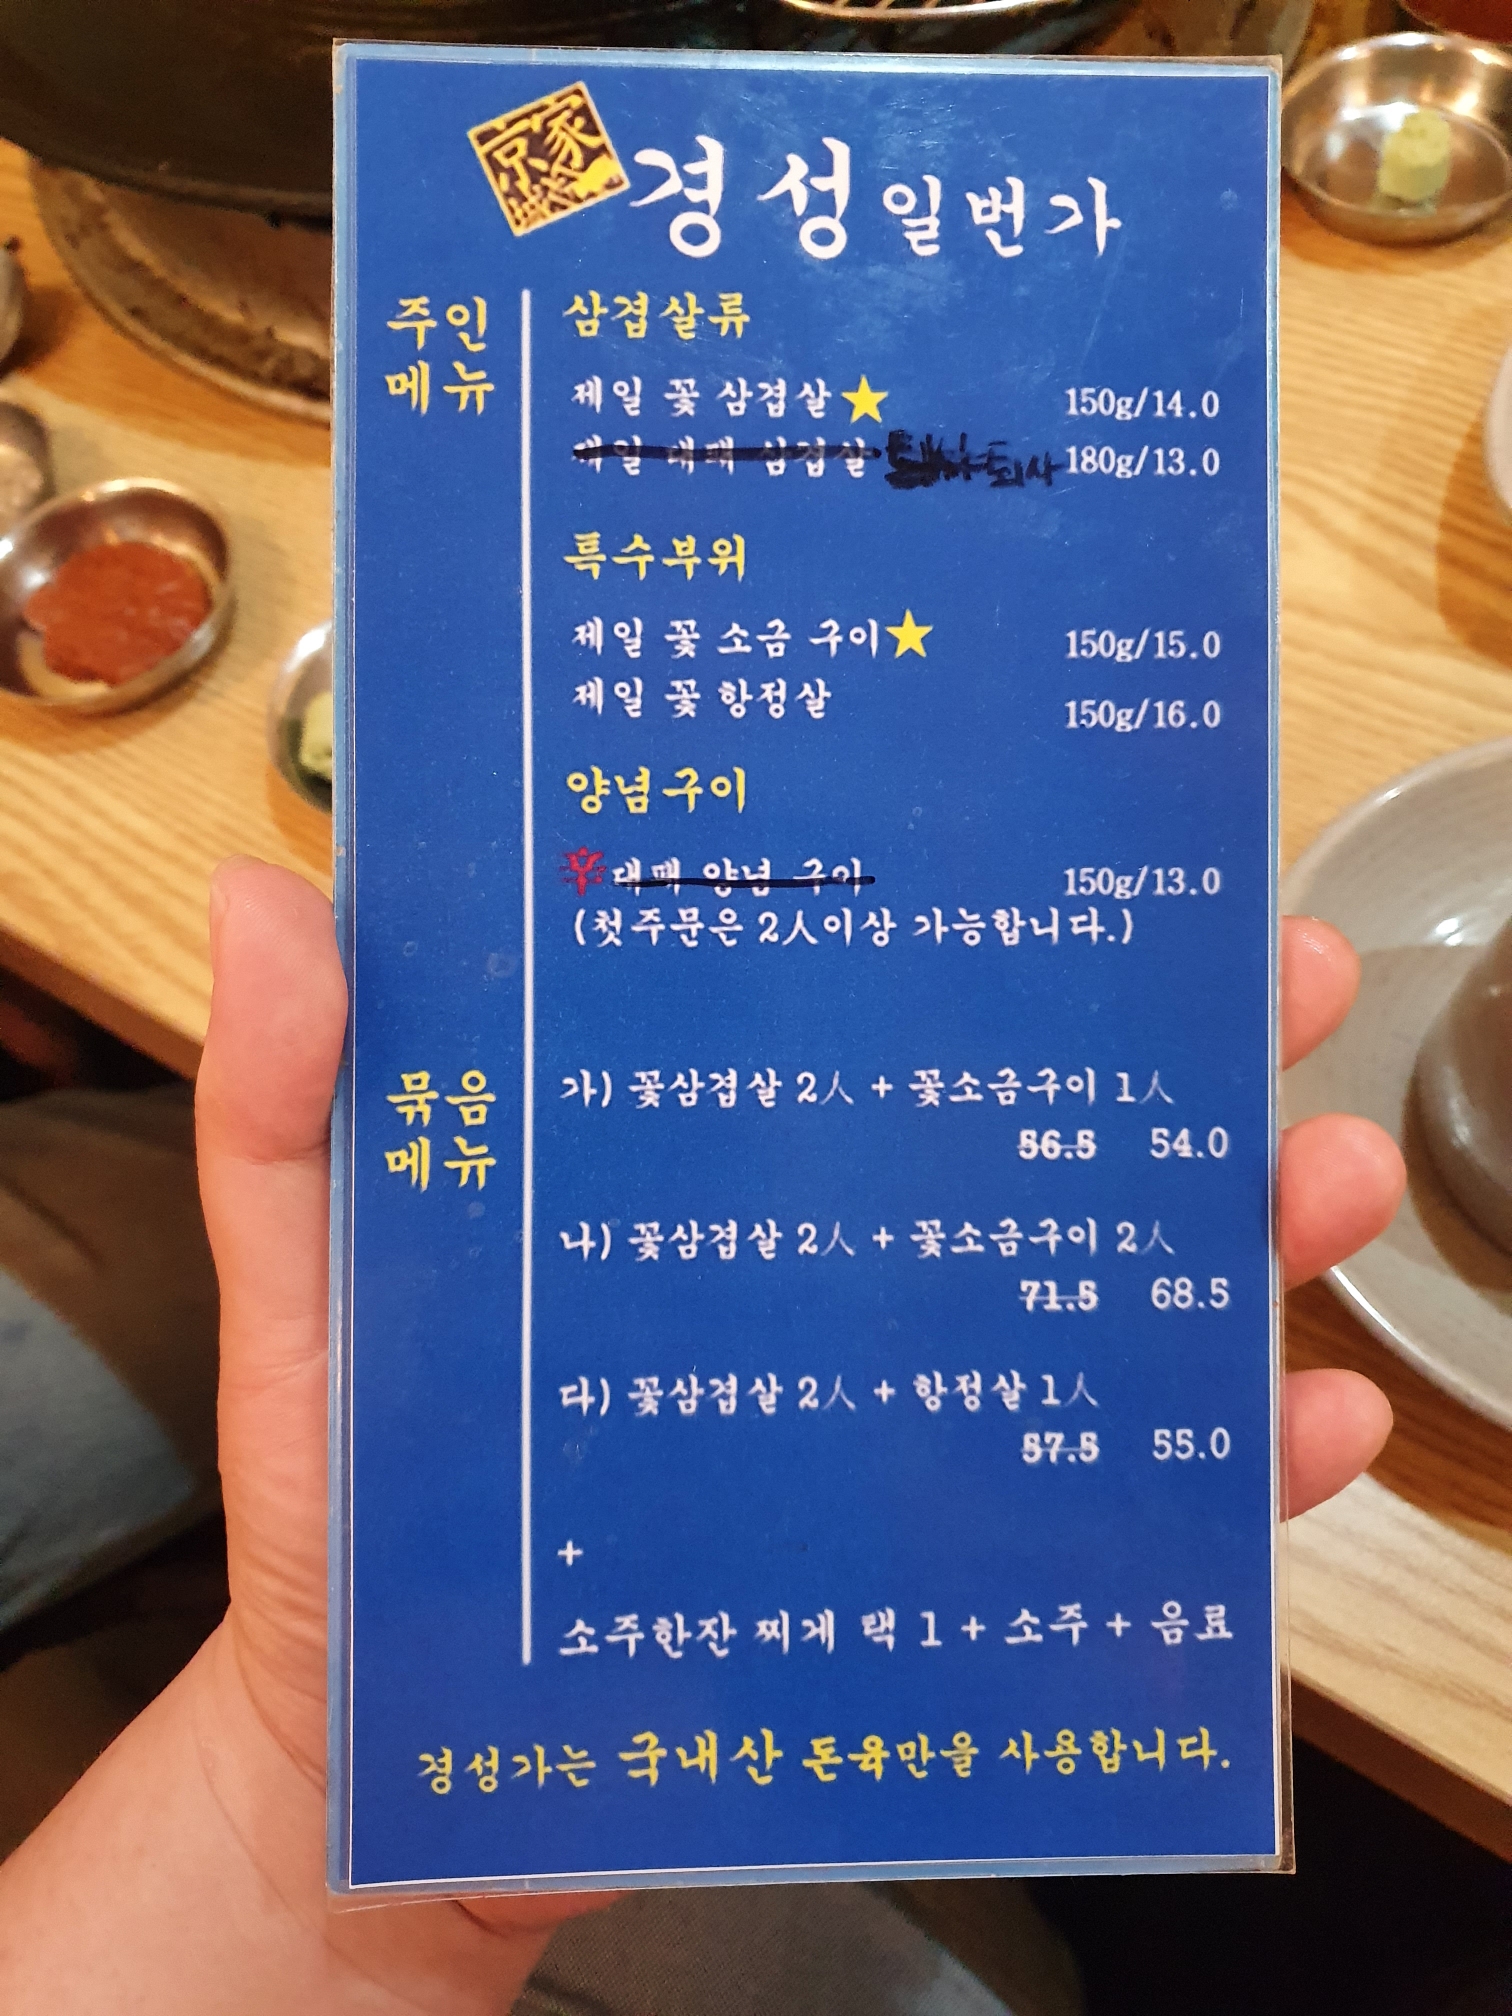 京城家
경성일번가
주인
메뉴
삼겹살류
제일 꽃 삼겹살★ 150g/14.0
제일 대패 삼겹살 퇴사 180g/13.0
특수부위
제일 꽃 소금 구이★ 150g/15.0
제일 꽃 항정살 150g/16.0
양념구이
辛 대패 양념 구이 150g/13.0
(첫주문은 2人이상 가능합니다.)
묶음
메뉴
가) 꽃삼겹살 2人 + 꽃소금구이 1人
56.5 54.0
나) 꽃삼겹살 2人 + 꽃소금구이 2人
71.5 68.5
다) 꽃삼겹살 2人 + 항정살 1人
57.5 55.0
+
소주한잔 찌게 택 1 + 소주 + 음료
경성가는 국내산 돈육만을 사용합니다.